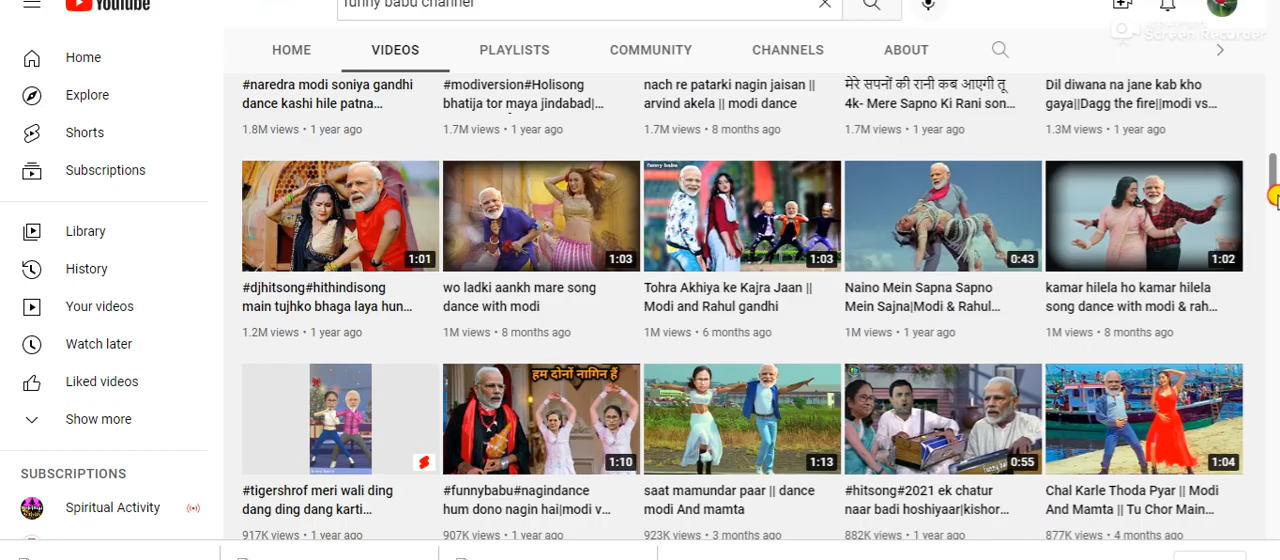 YouTube
funny babu channel
Screen Recorder
HOME VIDEOS PLAYLISTS COMMUNITY CHANNELS ABOUT
Home
Explore
Shorts
Subscriptions
Library
History
Your videos
Watch later
Liked videos
Show more
SUBSCRIPTIONS
Spiritual Activity
#naredra modi soniya gandhi
dance kashi hile patna...
1.8M views • 1 year ago
#modiversion#Holisong
bhatija tor maya jindabad|...
1.7M views • 1 year ago
nach re patarki nagin jaisan ||
arvind akela || modi dance
1.7M views • 8 months ago
मेरे सपनों की रानी कब आएगी तू
4k- Mere Sapno Ki Rani son...
1.7M views • 1 year ago
Dil diwana na jane kab kho
gaya||Dagg the fire||modi vs...
1.3M views • 1 year ago
1:01
#djhitsong#hithindisong
main tujhko bhaga laya hun...
1.2M views • 1 year ago
1:03
wo ladki aankh mare song
dance with modi
1M views • 8 months ago
Funny babu
1:03
Tohra Akhiya ke Kajra Jaan ||
Modi and Rahul gandhi
1M views • 6 months ago
0:43
Naino Mein Sapna Sapno
Mein Sajna|Modi & Rahul...
1M views • 1 year ago
1:02
kamar hilela ho kamar hilela
song dance with modi & rah...
1M views • 8 months ago
#tigershrof meri wali ding
dang ding dang karti...
917K views • 1 year ago
हम दोनों नागिन हैं
1:10
#funnybabu#nagindance
hum dono nagin hai|modi v...
907K views • 1 year ago
1:13
saat mamundar paar || dance
modi And mamta
923K views • 3 months ago
0:55
#hitsong#2021 ek chatur
naar badi hoshiyaar|kishor...
882K views • 1 year ago
1:04
Chal Karle Thoda Pyar || Modi
And Mamta || Tu Chor Main...
877K views • 4 months ago